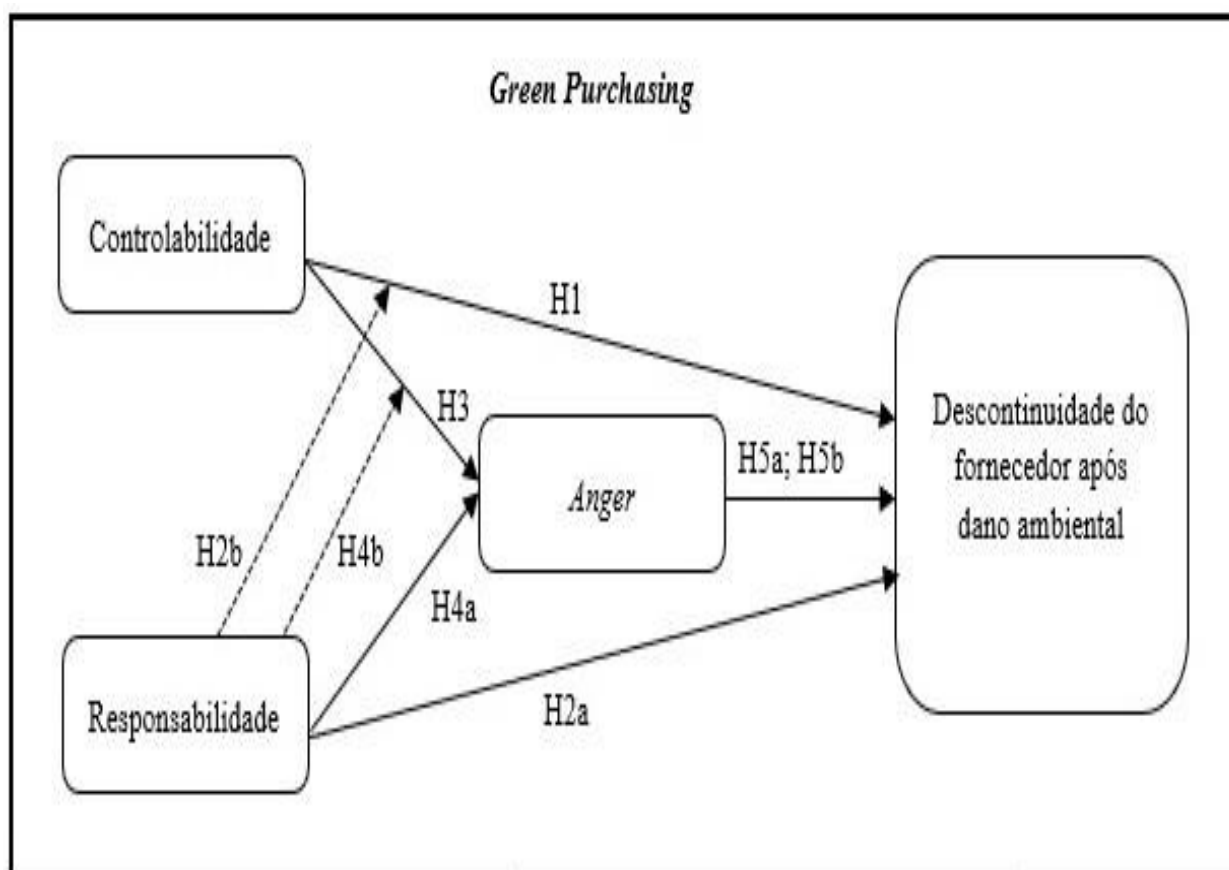 Green Purchasing
Controlabilidade
H1
H3
Descontinuidade do
fornecedor após
dano ambiental
H5a; H5b
Anger
H2b
H4b
H4a
Responsabilidade
H2a